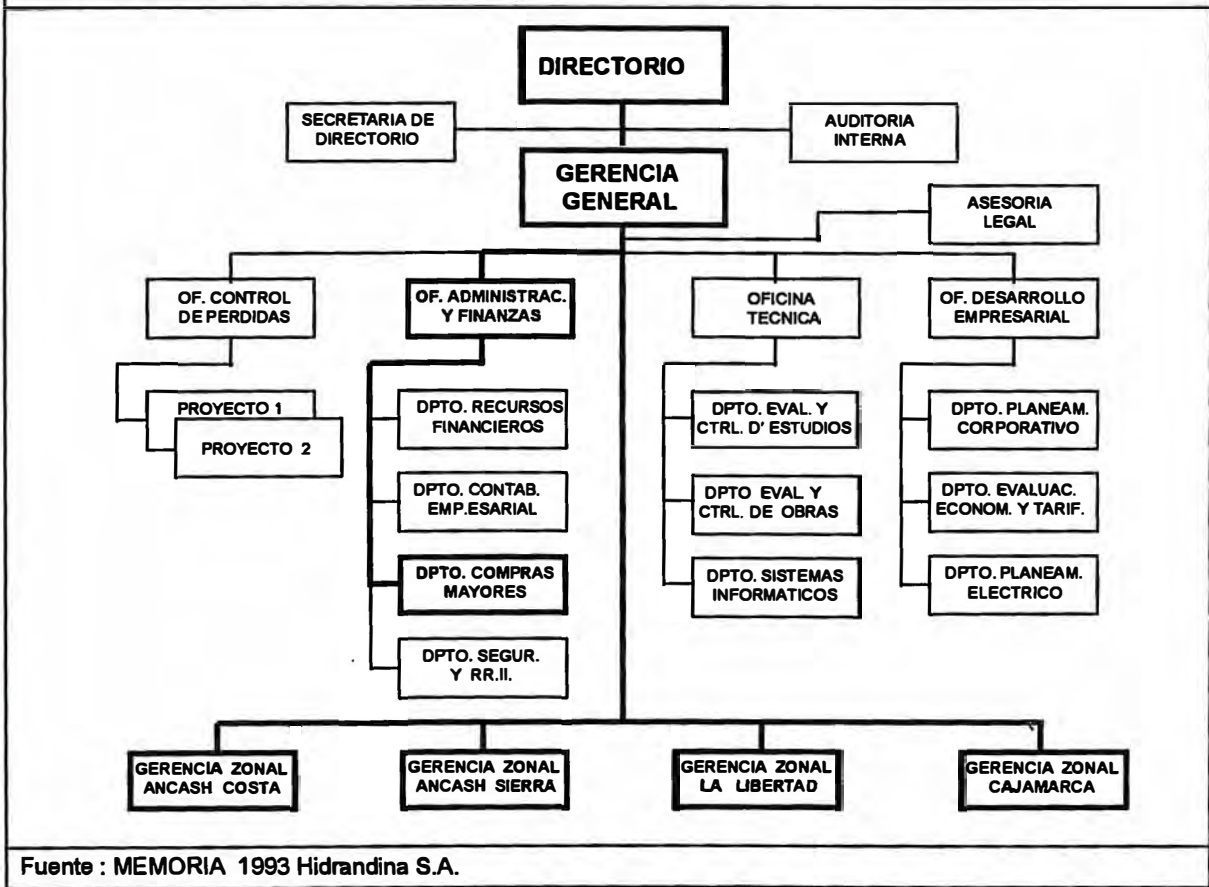 DIRECTORIO
SECRETARIA DE
DIRECTORIO
AUDITORIA
INTERNA
GERENCIA
GENERAL
ASESORIA
LEGAL
OF. CONTROL
DE PERDIDAS
OF. ADMINISTRAC.
Y FINANZAS
OFICINA
TECNICA
OF. DESARROLLO
EMPRESARIAL
PROYECTO 1
PROYECTO 2
DPTO. RECURSOS
FINANCIEROS
DPTO. CONTAB.
EMP.ESARIAL
DPTO. COMPRAS
MAYORES
DPTO. SEGUR.
Y RR.II.
DPTO. EVAL. Y
CTRL. D' ESTUDIOS
DPTO EVAL. Y
CTRL. DE OBRAS
DPTO. SISTEMAS
INFORMATICOS
DPTO. PLANEAM.
CORPORATIVO
DPTO. EVALUAC.
ECONOM. Y TARIF.
DPTO. PLANEAM.
ELECTRICO
GERENCIA ZONAL
ANCASH COSTA
GERENCIA ZONAL
ANCASH SIERRA
GERENCIA ZONAL
LA LIBERTAD
GERENCIA ZONAL
CAJAMARCA
Fuente : MEMORIA 1993 Hidrandina S.A.